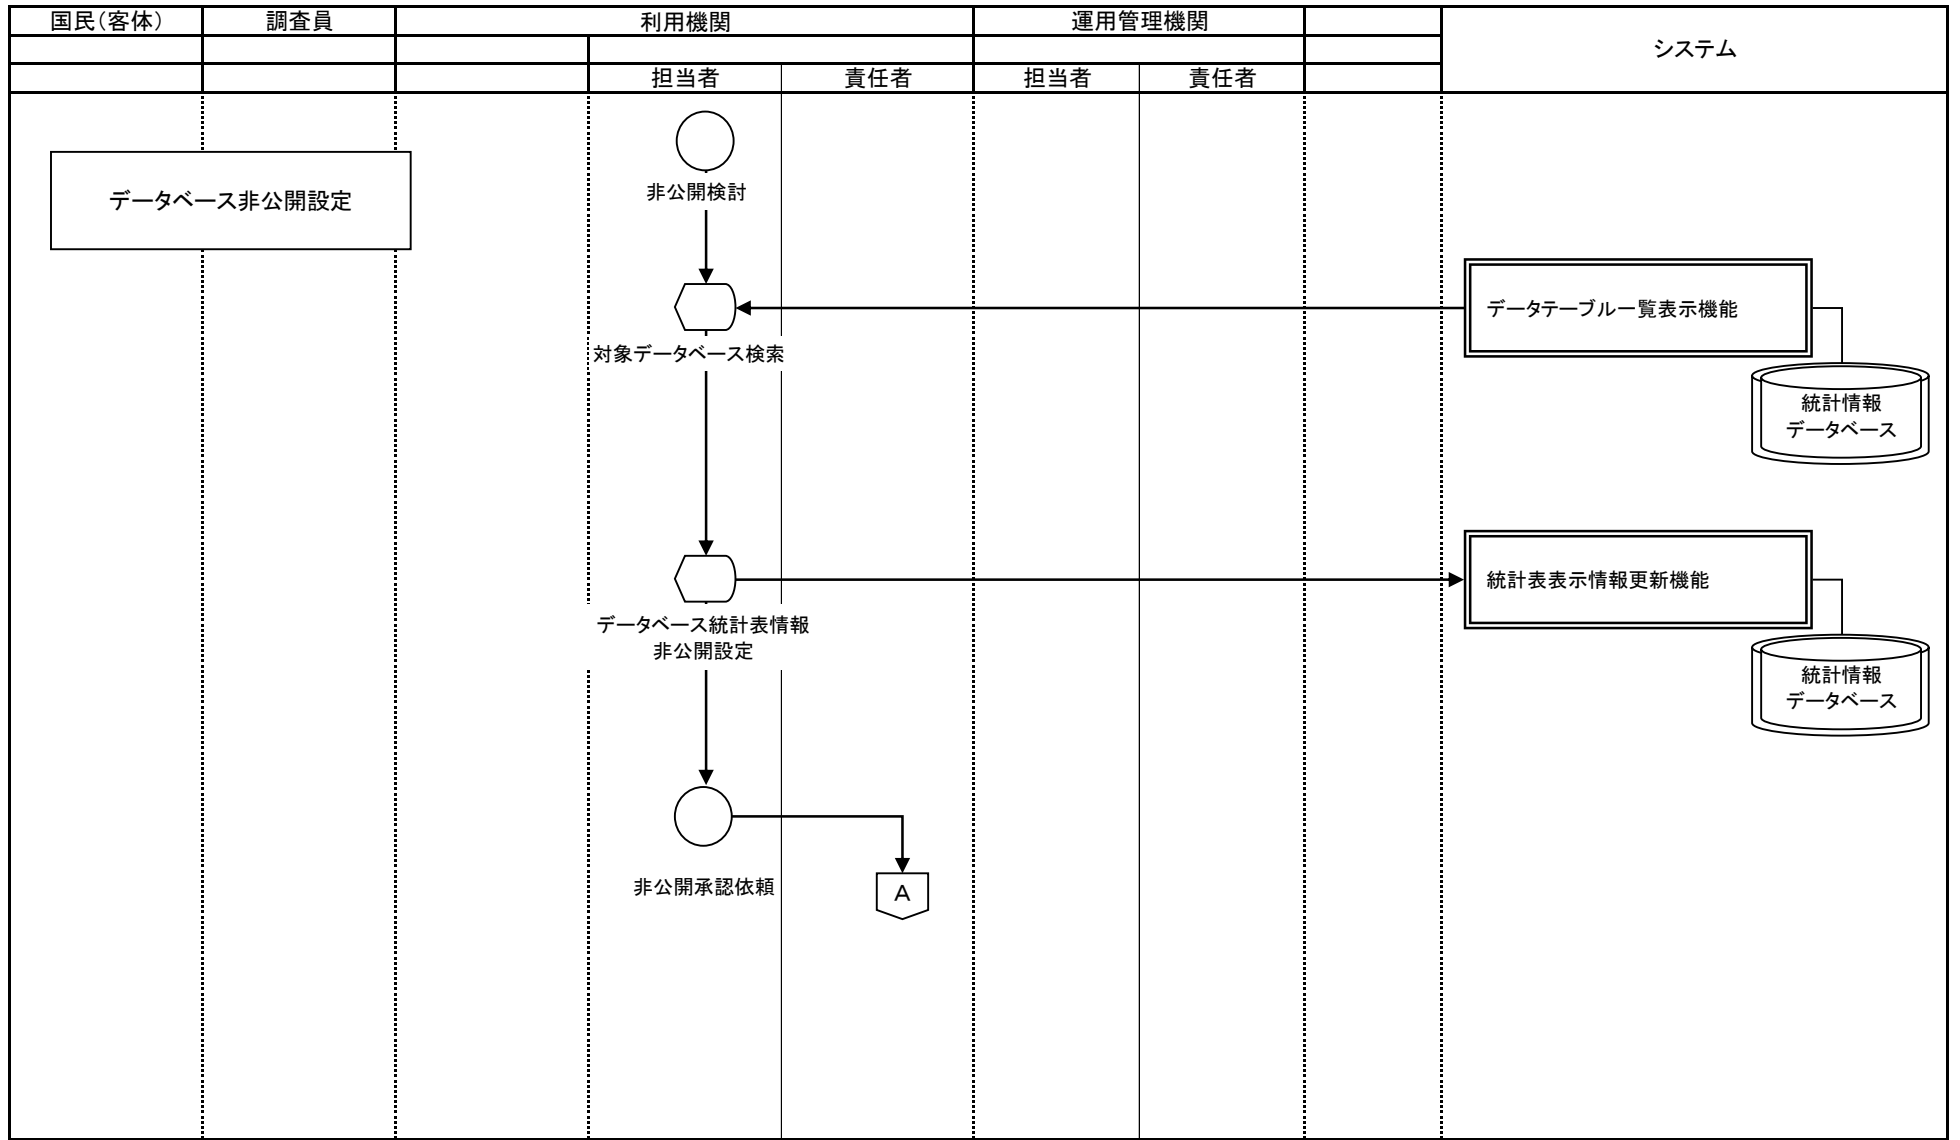 国民（客体）
調査員
利用機関
運用管理機関
システム
担当者
責任者
担当者
責任者
データベース非公開設定
非公開検討
データテーブル一覧表示機能
対象データベース検索
統計情報
データベース
統計表表示情報更新機能
データベース統計表情報
非公開設定
統計情報
データベース
非公開承認依頼
A